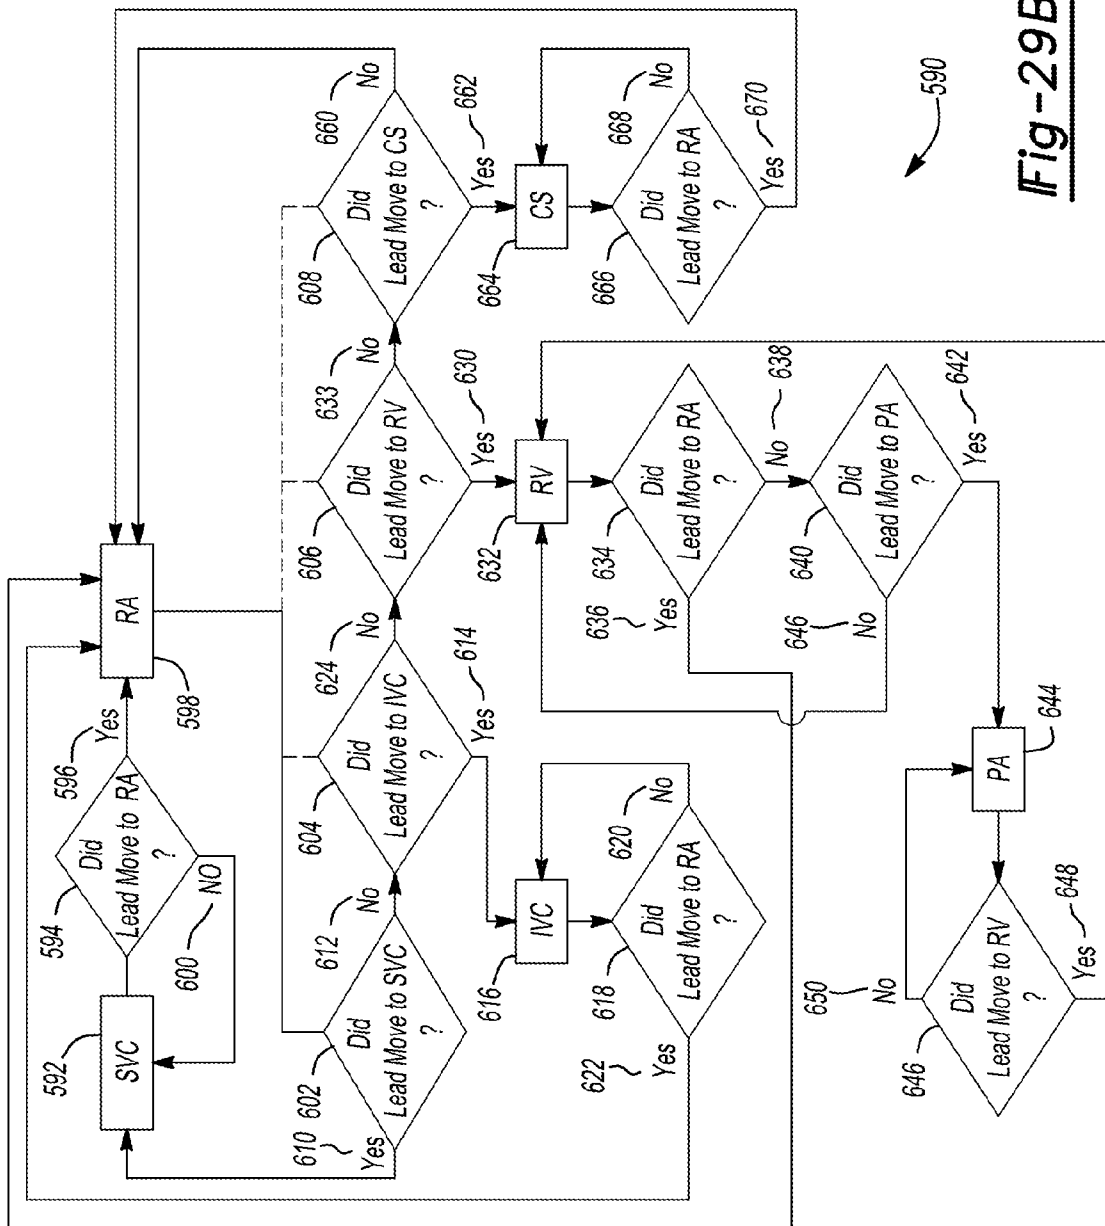 592
SVC
594
Did
Lead Move to RA
?
596
Yes
600
NO
RA
598
602
Did
Lead Move to SVC
?
610
Yes
612
No
604
Did
Lead Move to IVC
?
614
Yes
624
No
606
Did
Lead Move to RV
?
630
Yes
633
No
608
Did
Lead Move to CS
?
660
No
662
Yes
616
IVC
618
Did
Lead Move to RA
?
620
No
622
Yes
632
RV
634
Did
Lead Move to RA
?
636
Yes
638
No
640
Did
Lead Move to PA
?
642
Yes
646
No
664
CS
666
Did
Lead Move to RA
?
668
No
670
Yes
PA
644
646
Did
Lead Move to RV
?
648
Yes
650
No
590
Fig-29B